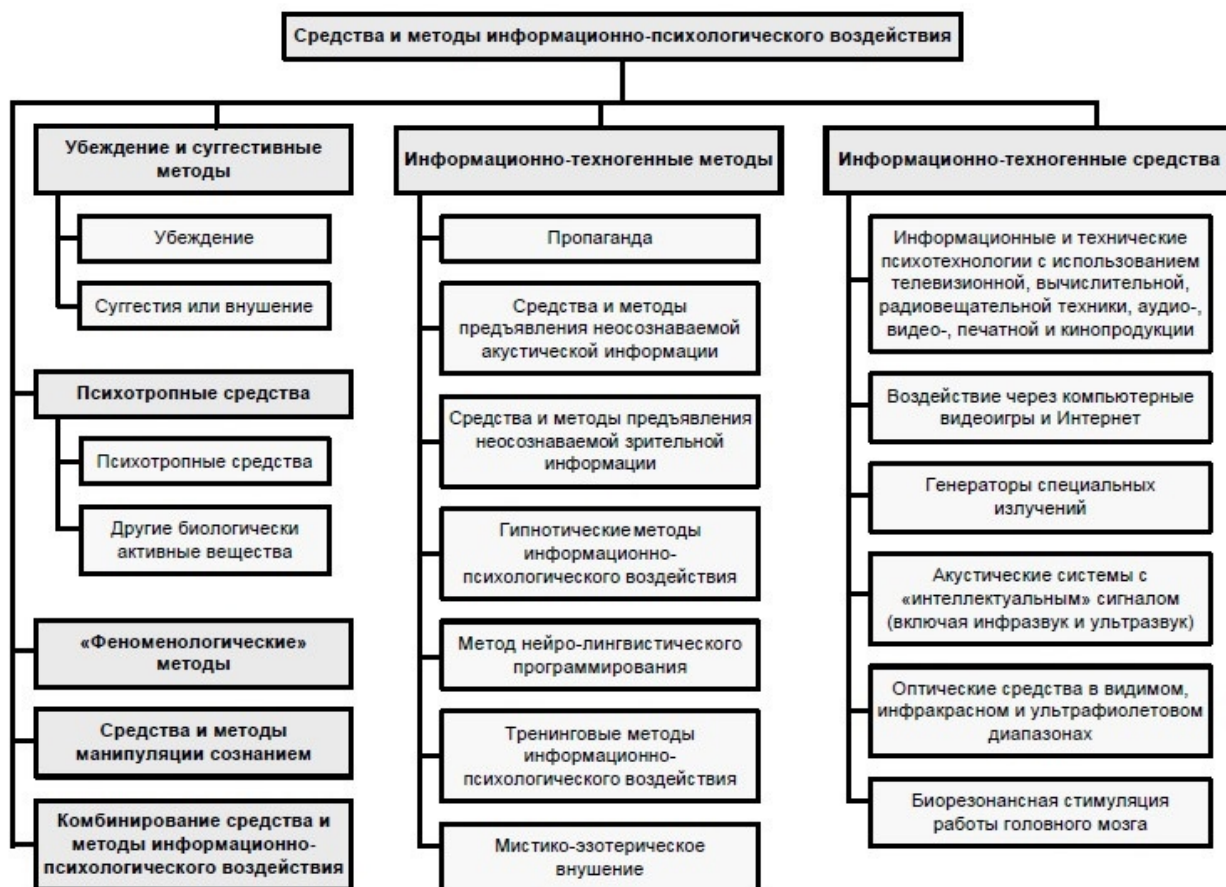 Средства и методы информационно-психологического воздействия
Убеждение и суггестивные
методы
Убеждение
Суггестия или внушение
Психотропные средства
Психотропные средства
Другие биологически
активные вещества
«Феноменологические»
методы
Средства и методы
манипуляции сознанием
Комбинирование средства и
методы информационно-
психологического воздействия
Информационно-техногенные методы
Пропаганда
Средства и методы
предъявления неосознаваемой
акустической информации
Средства и методы предъявления
неосознаваемой зрительной
информации
Гипнотические методы
информационно-
психологического воздействия
Метод нейро-лингвистического
программирования
Тренинговые методы
информационно-
психологического воздействия
Мистико-эзотерическое
внушение
Информационно-техногенные средства
Информационные и технические
психотехнологии с использованием
телевизионной, вычислительной,
радиовещательной техники, аудио-,
видео-, печатной и кинопродукции
Воздействие через компьютерные
видеоигры и Интернет
Генераторы специальных
излучений
Акустические системы с
«интеллектуальным» сигналом
(включая инфразвук и ультразвук)
Оптические средства в видимом,
инфракрасном и ультрафиолетовом
диапазонах
Биорезонансная стимуляция
работы головного мозга